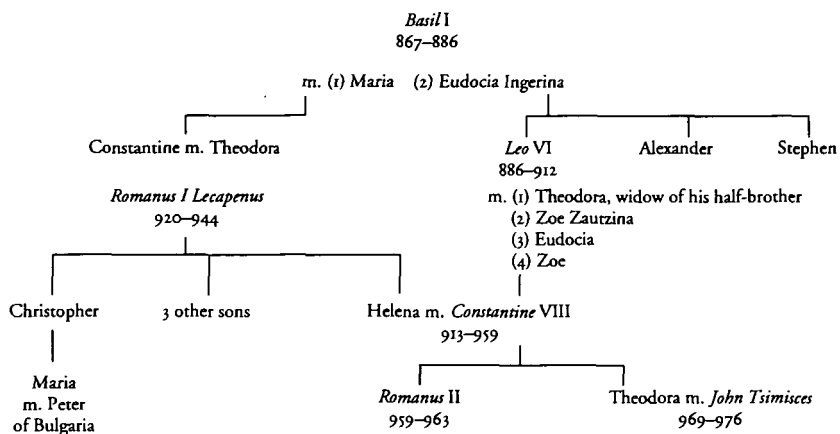 Basil I
867–886
m. (1) Maria (2) Eudocia Ingerina
Constantine m. Theodora
Leo VI
886–912
Alexander
Stephen
m. (1) Theodora, widow of his half-brother
(2) Zoe Zautzina
(3) Eudocia
(4) Zoe
Romanus I Lecapenus
920–944
Christopher
3 other sons
Helena m. Constantine VIII
913–959
Maria
m. Peter
of Bulgaria
Romanus II
959–963
Theodora m. John Tsimisces
969–976